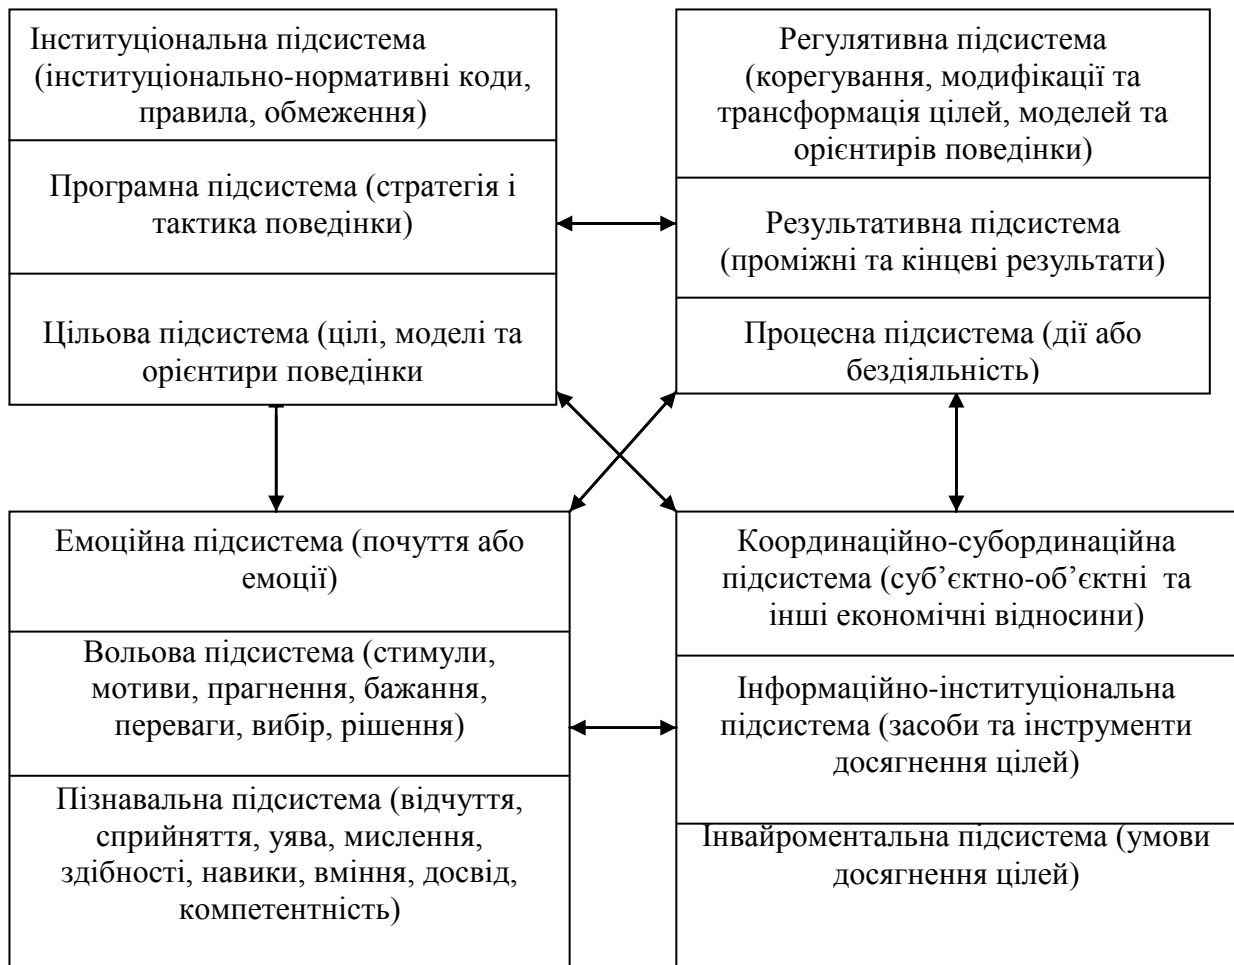 Інституціональна підсистема
(інституціонально-нормативні коди,
правила, обмеження)
Програмна підсистема (стратегія і
тактика поведінки)
Цільова підсистема (цілі, моделі та
орієнтири поведінки
Регулятивна підсистема
(корегування, модифікації та
трансформація цілей, моделей та
орієнтирів поведінки)
Результативна підсистема
(проміжні та кінцеві результати)
Процесна підсистема (дії або
бездіяльність)
Емоційна підсистема (почуття або
емоції)
Вольова підсистема (стимули,
мотиви, прагнення, бажання,
переваги, вибір, рішення)
Пізнавальна підсистема (відчуття,
сприйняття, уява, мислення,
здібності, навики, вміння, досвід,
компетентність)
Координаційно-субординаційна
підсистема (суб’єктно-об’єктні та
інші економічні відносини)
Інформаційно-інституціональна
підсистема (засоби та інструменти
досягнення цілей)
Інвайроментальна підсистема (умови
досягнення цілей)